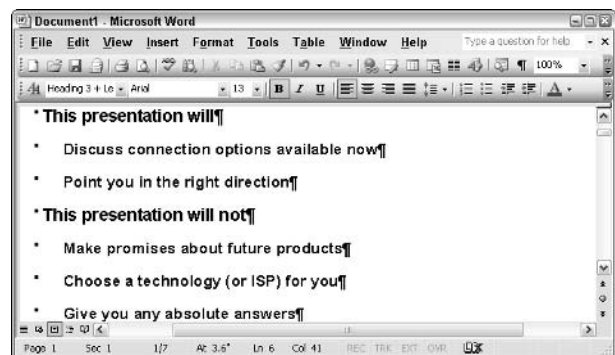 Document1 - Microsoft Word
File Edit View Insert Format Tools Table Window Help Type a question for help
100%
Heading 3 + Le Arial 13 B I U A
This presentation will¶
Discuss connection options available now¶
Point you in the right direction¶
This presentation will not¶
Make promises about future products¶
Choose a technology (or ISP) for you¶
Give you any absolute answers¶
Page 1 Sec 1 1/7 At 3.6" Ln 6 Col 41 REC TRK EXT OVR